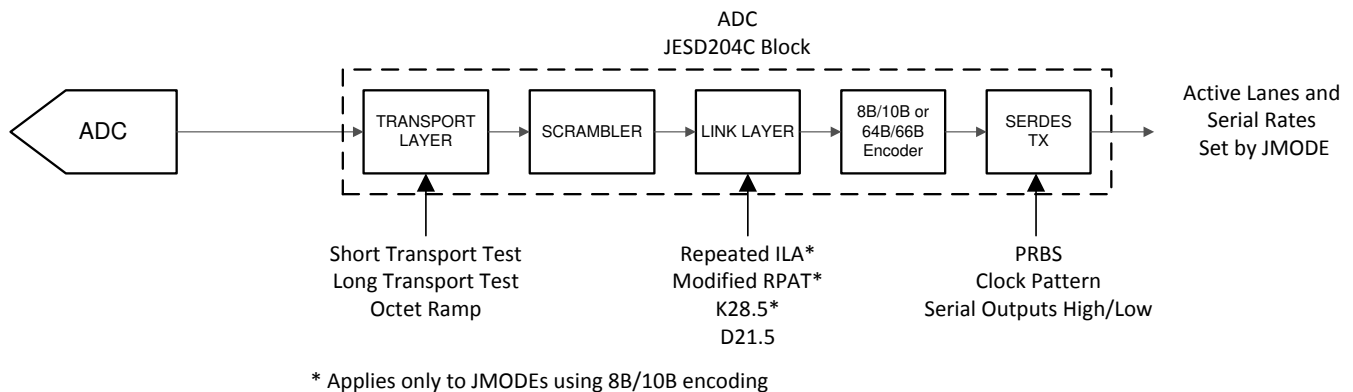 ADC
JESD204C Block
ADC
TRANSPORT
LAYER
SCRAMBLER
LINK LAYER
8B/10B or
64B/66B
Encoder
SERDES
TX
Active Lanes and
Serial Rates
Set by JMODE
Short Transport Test
Long Transport Test
Octet Ramp
Repeated ILA*
Modified RPAT*
K28.5*
D21.5
PRBS
Clock Pattern
Serial Outputs High/Low
* Applies only to JMODEs using 8B/10B encoding